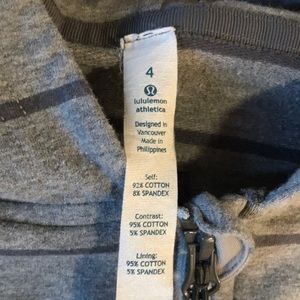 4
lululemon
athletica
Designed in
Vancouver
Made in
Philippines
Self:
92% COTTON
8% SPANDEX
Contrast:
95% COTTON
5% SPANDEX
Lining:
95% COTTON
5% SPANDEX